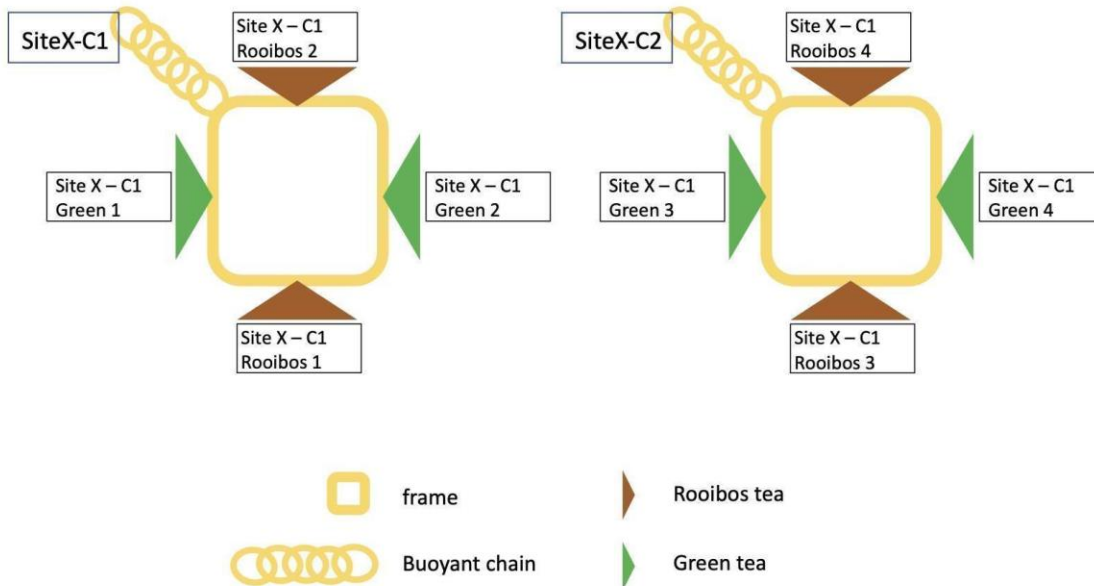 SiteX-C1
Site X – C1
Rooibos 2
Site X – C1
Green 1
Site X – C1
Green 2
Site X – C1
Rooibos 1
SiteX-C2
Site X – C1
Rooibos 4
Site X – C1
Green 3
Site X – C1
Green 4
Site X – C1
Rooibos 3
frame
Rooibos tea
Buoyant chain
Green tea